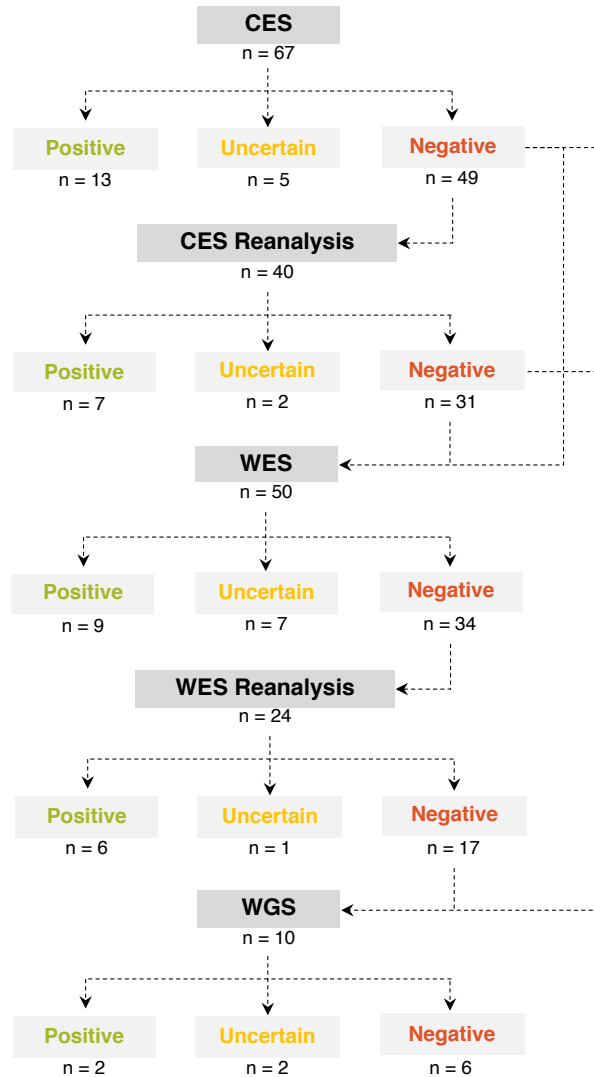 CES
n = 67
Positive Uncertain Negative
n = 13 n = 5 n = 49
CES Reanalysis
n = 40
Positive Uncertain Negative
n = 7 n = 2 n = 31
WES
n = 50
Positive Uncertain Negative
n = 9 n = 7 n = 34
WES Reanalysis
n = 24
Positive Uncertain Negative
n = 6 n = 1 n = 17
WGS
n = 10
Positive Uncertain Negative
n = 2 n = 2 n = 6